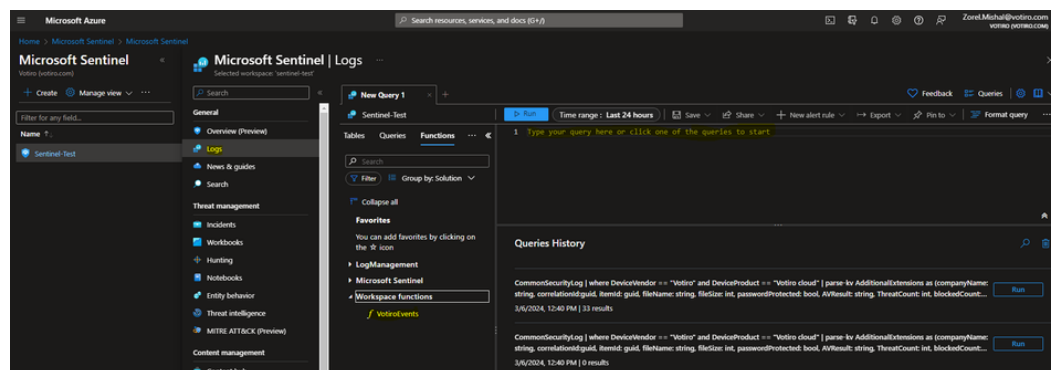 Microsoft Azure
Search resources, services, and docs (G+/)
Zorel.Mishal@votiro.com
VOTIRO (VOTIRO.COM)
Home > Microsoft Sentinel > Microsoft Sentinel
Microsoft Sentinel
Votiro (votiro.com)
+ Create
Manage view
Filter for any field...
Name ↑
Sentinel-Test
Microsoft Sentinel | Logs ...
Selected workspace: 'sentinel-test'
Search
General
Overview (Preview)
Logs
News & guides
Search
Threat management
Incidents
Workbooks
Hunting
Notebooks
Entity behavior
Threat intelligence
MITRE ATT&CK (Preview)
Content management
New Query 1
Feedback
Queries
Sentinel-Test
Run
Time range : Last 24 hours
Save
Share
New alert rule
Export
Pin to
Format query
Tables Queries Functions ...
Search
Filter
Group by: Solution
Collapse all
Favorites
You can add favorites by clicking on
the ☆ icon
LogManagement
Microsoft Sentinel
Workspace functions
VotiroEvents
1 Type your query here or click one of the queries to start
Queries History
CommonSecurityLog | where DeviceVendor == "Votiro" and DeviceProduct == "Votiro cloud" | parse-kv AdditionalExtensions as (companyName:
string, correlationId:guid, itemId: guid, fileName: string, fileSize: int, passwordProtected: bool, AVResult: string, ThreatCount: int, blockedCount:...
Run
3/6/2024, 12:40 PM | 33 results
CommonSecurityLog | where DeviceVendor == "Votiro" and DeviceProduct == "Votiro cloud" | parse-kv AdditionalExtensions as (companyName:
string, correlationId:guid, itemId: guid, fileName: string, fileSize: int, passwordProtected: bool, AVResult: string, ThreatCount: int, blockedCount:...
Run
3/6/2024, 12:40 PM | 0 results